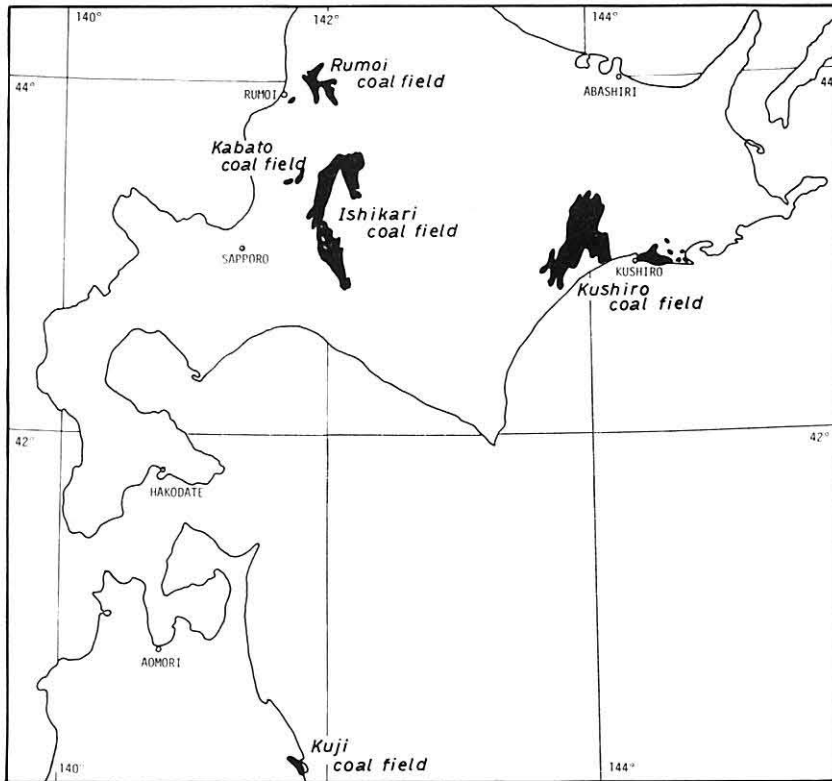 140°
142°
144°
44°
44
Rumoi
coal field
RUMOI
ABASHIRI
Kabato
coal field
Ishikari
coal field
SAPPORO
KUSHIRO
Kushiro
coal field
42°
42°
HAKODATE
AOMORI
Kuji
coal field
140°
144°